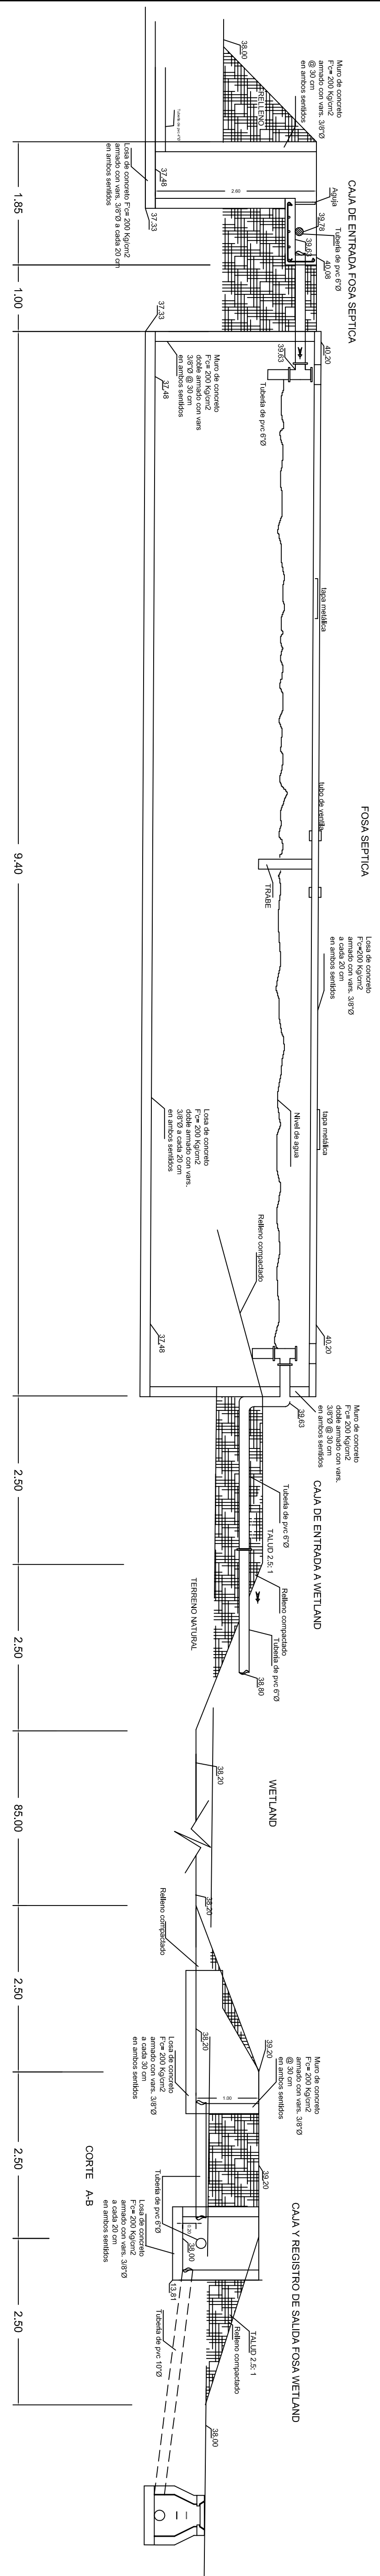 CAJA DE ENTRADA FOSA SEPTICA
Muro de concreto
F'c= 200 Kg/cm2
armado con vars. 3/8"Ø
@ 30 cm
en ambos sentidos
38.00
RELLENO
Tubería de pvc 4"Ø
Aguja
39.78
Tubería de pvc 6"Ø
40.08
2.60
37.48
37.33
Losa de concreto F'c= 200 Kg/cm2
armado con vars. 3/8"Ø a cada 20 cm
en ambos sentidos
1.85
1.00
FOSA SEPTICA
40.20
39.63
Tubería de pvc 6"Ø
37.33
37.48
Muro de concreto
F'c= 200 Kg/cm2
doble armado con vars
3/8"Ø @ 30 cm
en ambos sentidos
tapa metálica
tubo de ventila
TRABE
Losa de concreto
F'c=200 Kg/cm2
armado con vars. 3/8"Ø
a cada 20 cm
en ambos sentidos
tapa metálica
Nivel de agua
Losa de concreto
F'c= 200 Kg/cm2
doble armado con vars.
3/8"Ø a cada 20 cm
en ambos sentidos
Relleno compactado
40.20
37.48
9.40
Muro de concreto
F'c= 200 Kg/cm2
doble armado con vars.
3/8"Ø @ 30 cm
en ambos sentidos
39.63
CAJA DE ENTRADA A WETLAND
Tubería de pvc 6"Ø
TALUD 2.5: 1
Relleno compactado
Tubería de pvc 6"Ø
38.80
TERRENO NATURAL
2.50
2.50
WETLAND
38.20
38.20
85.00
Relleno compactado
39.20
38.20
Muro de concreto
F'c= 200 Kg/cm2
armado con vars. 3/8"Ø
@ 30 cm
en ambos sentidos
1.00
Losa de concreto
F'c= 200 Kg/cm2
armado con vars. 3/8"Ø
a cada 30 cm
en ambos sentidos
2.50
CAJA Y REGISTRO DE SALIDA FOSA WETLAND
39.20
Tubería de pvc 6"Ø
0.20
38.00
13.81
Losa de concreto
F'c= 200 Kg/cm2
armado con vars. 3/8"Ø
a cada 20 cm
en ambos sentidos
TALUD 2.5: 1
Relleno compactado
Tubería de pvc 10"Ø
38.00
2.50
2.50
CORTE A-B